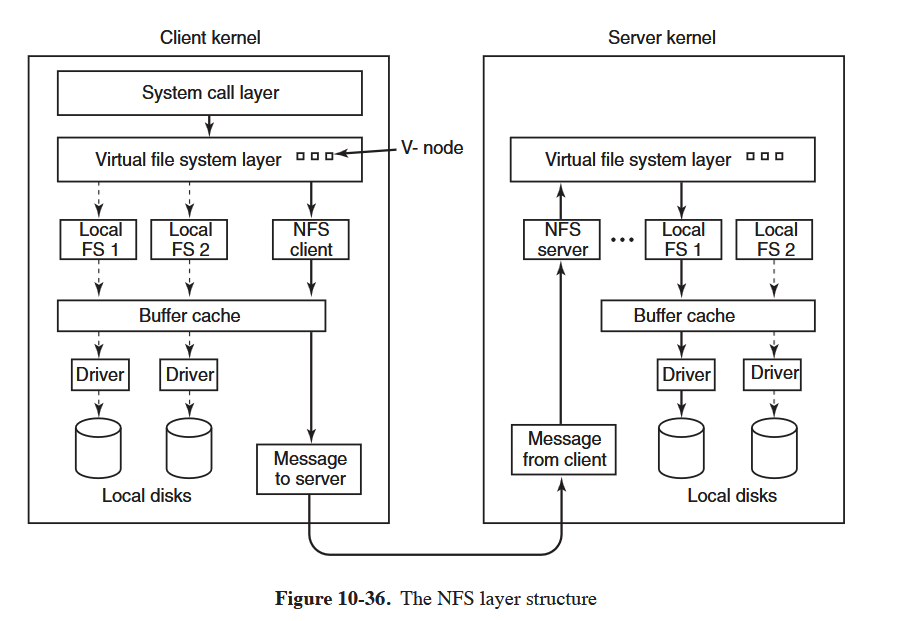 Client kernel
Server kernel
System call layer
Virtual file system layer
V- node
Virtual file system layer
Local
FS 1
Local
FS 2
NFS
client
NFS
server
Local
FS 1
Local
FS 2
Buffer cache
Buffer cache
Driver
Driver
Driver
Driver
Message
to server
Message
from client
Local disks
Local disks
Figure 10-36. The NFS layer structure